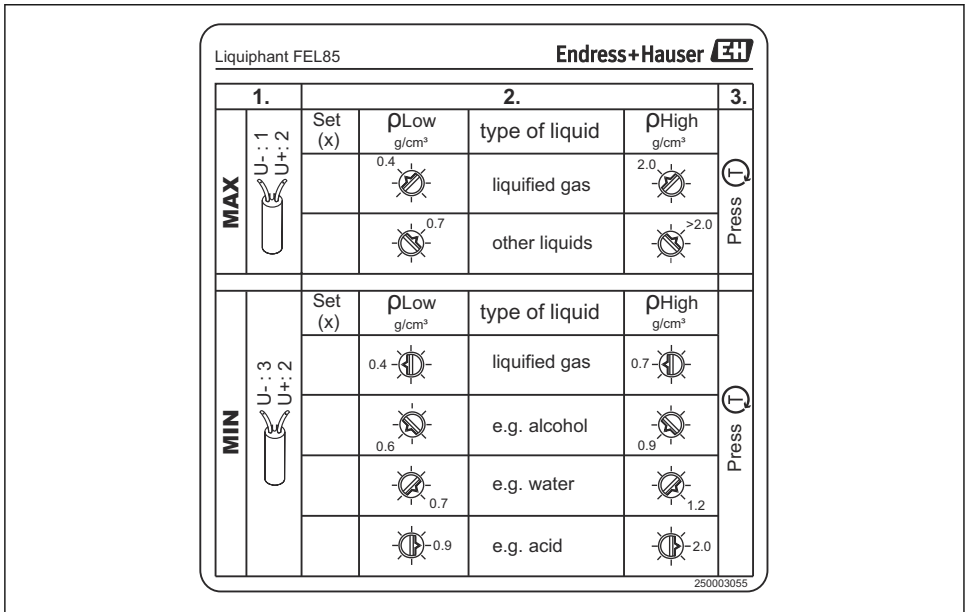 Liquiphant FEL85
Endress+Hauser EH
1. 2. 3.
MAX
U- : 1
U+: 2
Set (x) ρLow g/cm³ type of liquid ρHigh g/cm³
0.4 liquified gas 2.0
0.7 other liquids >2.0
Press T
MIN
U- : 3
U+: 2
Set (x) ρLow g/cm³ type of liquid ρHigh g/cm³
0.4 liquified gas 0.7
0.6 e.g. alcohol 0.9
0.7 e.g. water 1.2
0.9 e.g. acid 2.0
Press T
250003055